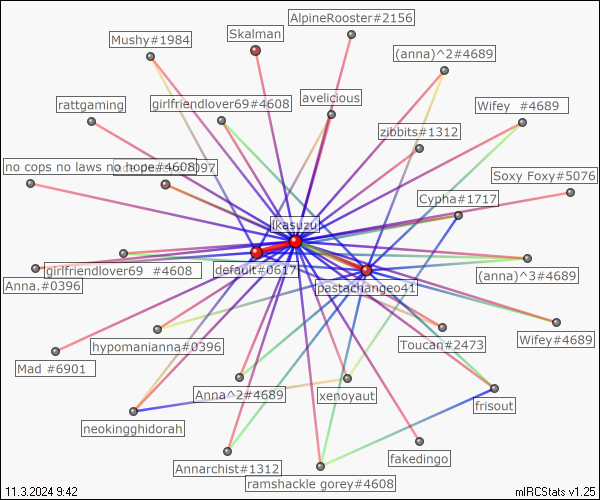 AlpineRooster#2156
Skalman
Mushy#1984
(anna)^2#4689
rattgaming
girlfriendlover69#4608
avelicious
Wifey #4689
zibbits#1312
no cops no laws no hope#4608
097
Soxy Foxy#5076
Cypha#1717
ikasuzu
girlfriendlover69 #4608
default#0617
(anna)^3#4689
Anna.#0396
pastachangeo41
hypomanianna#0396
Toucan#2473
Wifey#4689
Mad #6901
Anna^2#4689
xenoyaut
frisout
neokingghidorah
fakedingo
Annarchist#1312
ramshackle gorey#4608
11.3.2024 9:42
mIRCStats v1.25